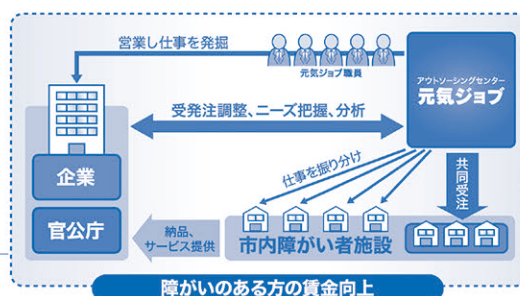 営業し仕事を発掘
元気ジョブ職員
アウトソーシングセンター
元気ジョブ
受発注調整、ニーズ把握、分析
企業
仕事を振り分け
共同受注
官公庁
納品、
サービス提供
市内障がい者施設
障がいのある方の賃金向上